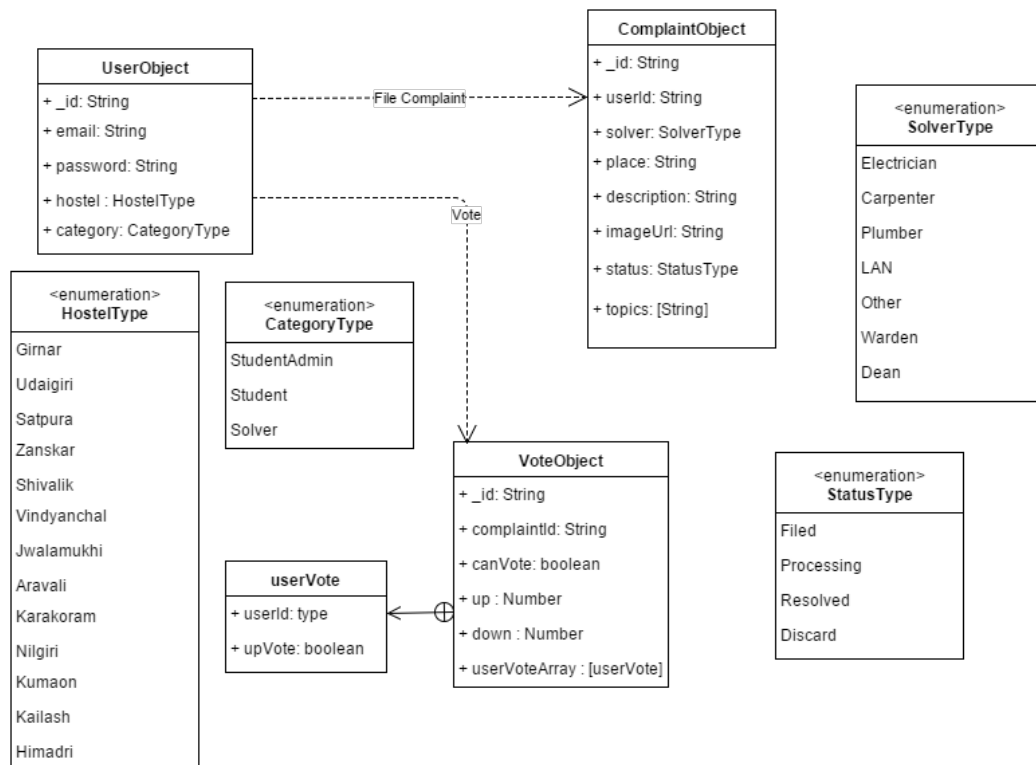 UserObject
+ _id: String
+ email: String
+ password: String
+ hostel : HostelType
+ category: CategoryType
File Complaint
Vote
ComplaintObject
+ _id: String
+ userId: String
+ solver: SolverType
+ place: String
+ description: String
+ imageUrl: String
+ status: StatusType
+ topics: [String]
<enumeration>
SolverType
Electrician
Carpenter
Plumber
LAN
Other
Warden
Dean
<enumeration>
HostelType
Girnar
Udaigiri
Satpura
Zanskar
Shivalik
Vindyanchal
Jwalamukhi
Aravali
Karakoram
Nilgiri
Kumaon
Kailash
Himadri
<enumeration>
CategoryType
StudentAdmin
Student
Solver
VoteObject
+ _id: String
+ complaintId: String
+ canVote: boolean
+ up : Number
+ down : Number
+ userVoteArray : [userVote]
userVote
+ userId: type
+ upVote: boolean
<enumeration>
StatusType
Filed
Processing
Resolved
Discard